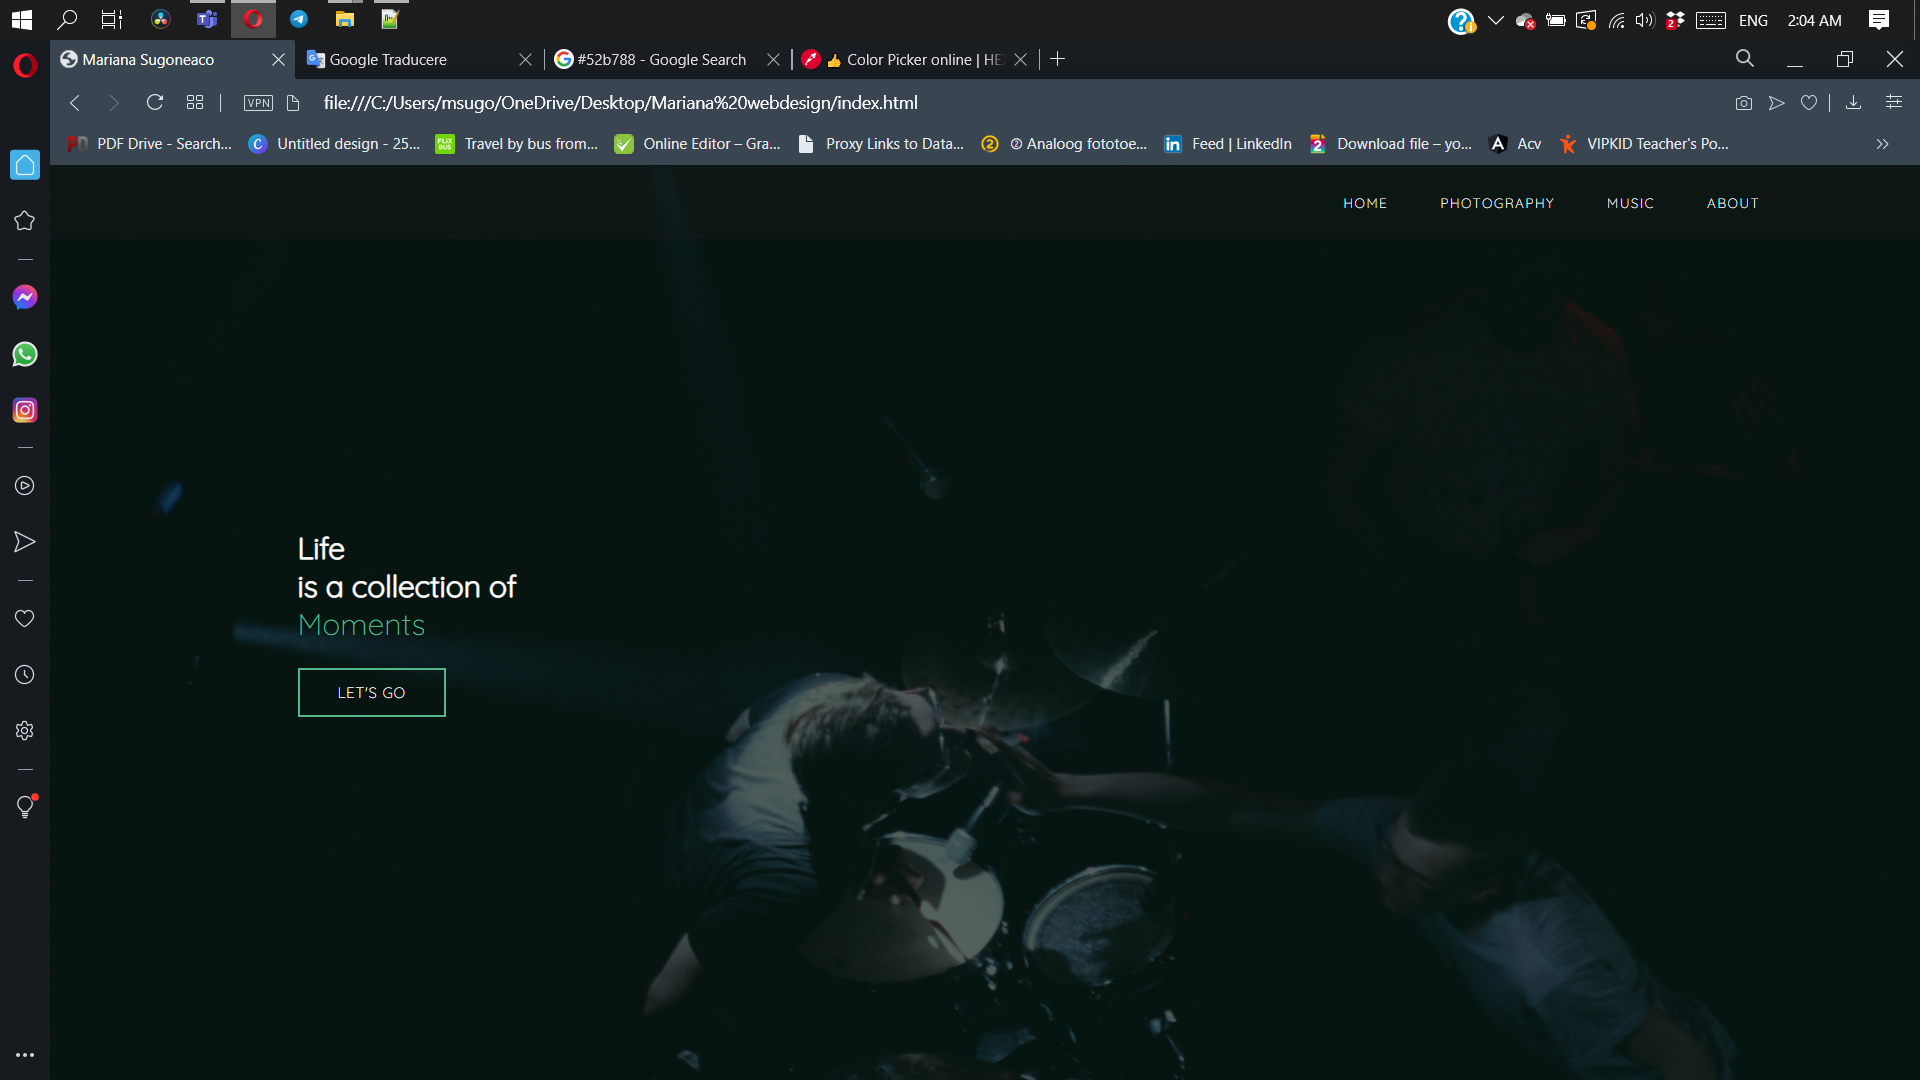 ENG
2:04 AM
Mariana Sugoneaco
Google Traducere
#52b788 - Google Search
👍 Color Picker online | HE
VPN
file:///C:/Users/msugo/OneDrive/Desktop/Mariana%20webdesign/index.html
PDF Drive - Search...
Untitled design - 25...
Travel by bus from...
Online Editor – Gra...
Proxy Links to Data...
② Analoog fototoe...
Feed | LinkedIn
Download file – yo...
Acv
VIPKID Teacher's Po...
HOME
PHOTOGRAPHY
MUSIC
ABOUT
Life
is a collection of
Moments
LET'S GO